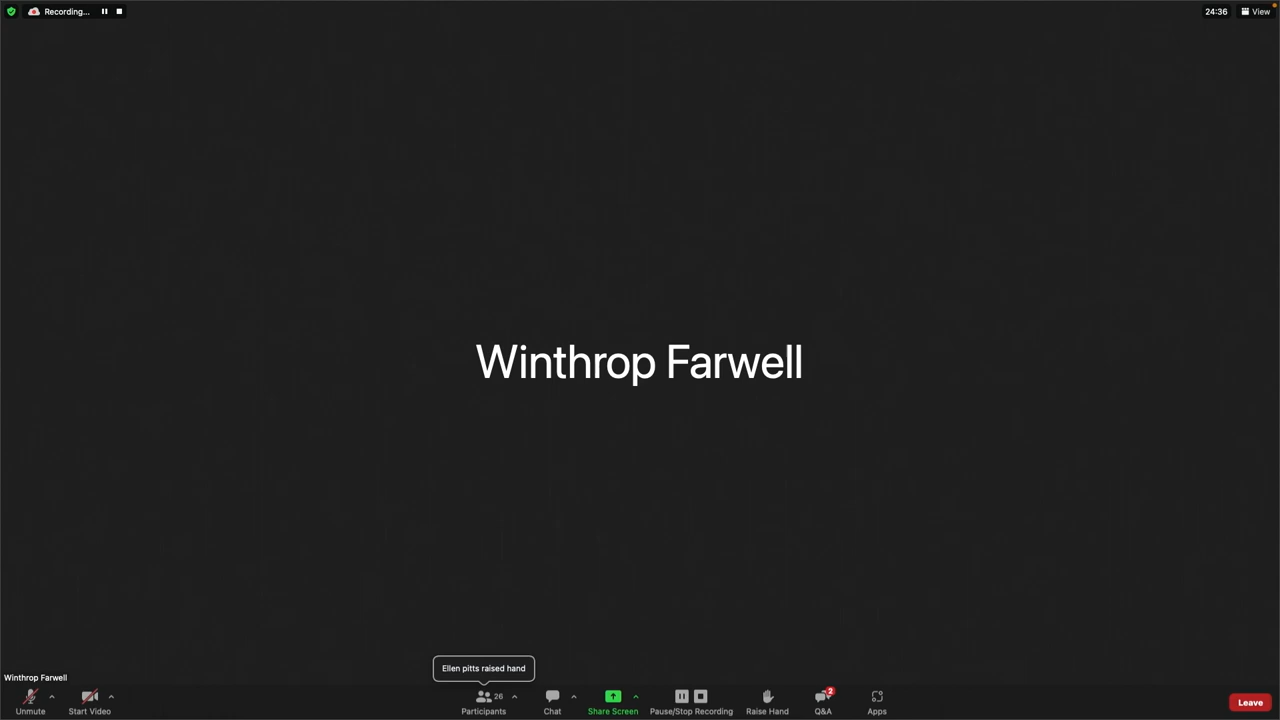 Recording...
24:36
View
Winthrop Farwell
Ellen pitts raised hand
Winthrop Farwell
26
2
Unmute
Start Video
Participants
Chat
Share Screen
Pause/Stop Recording
Raise Hand
Q&A
Apps
Leave